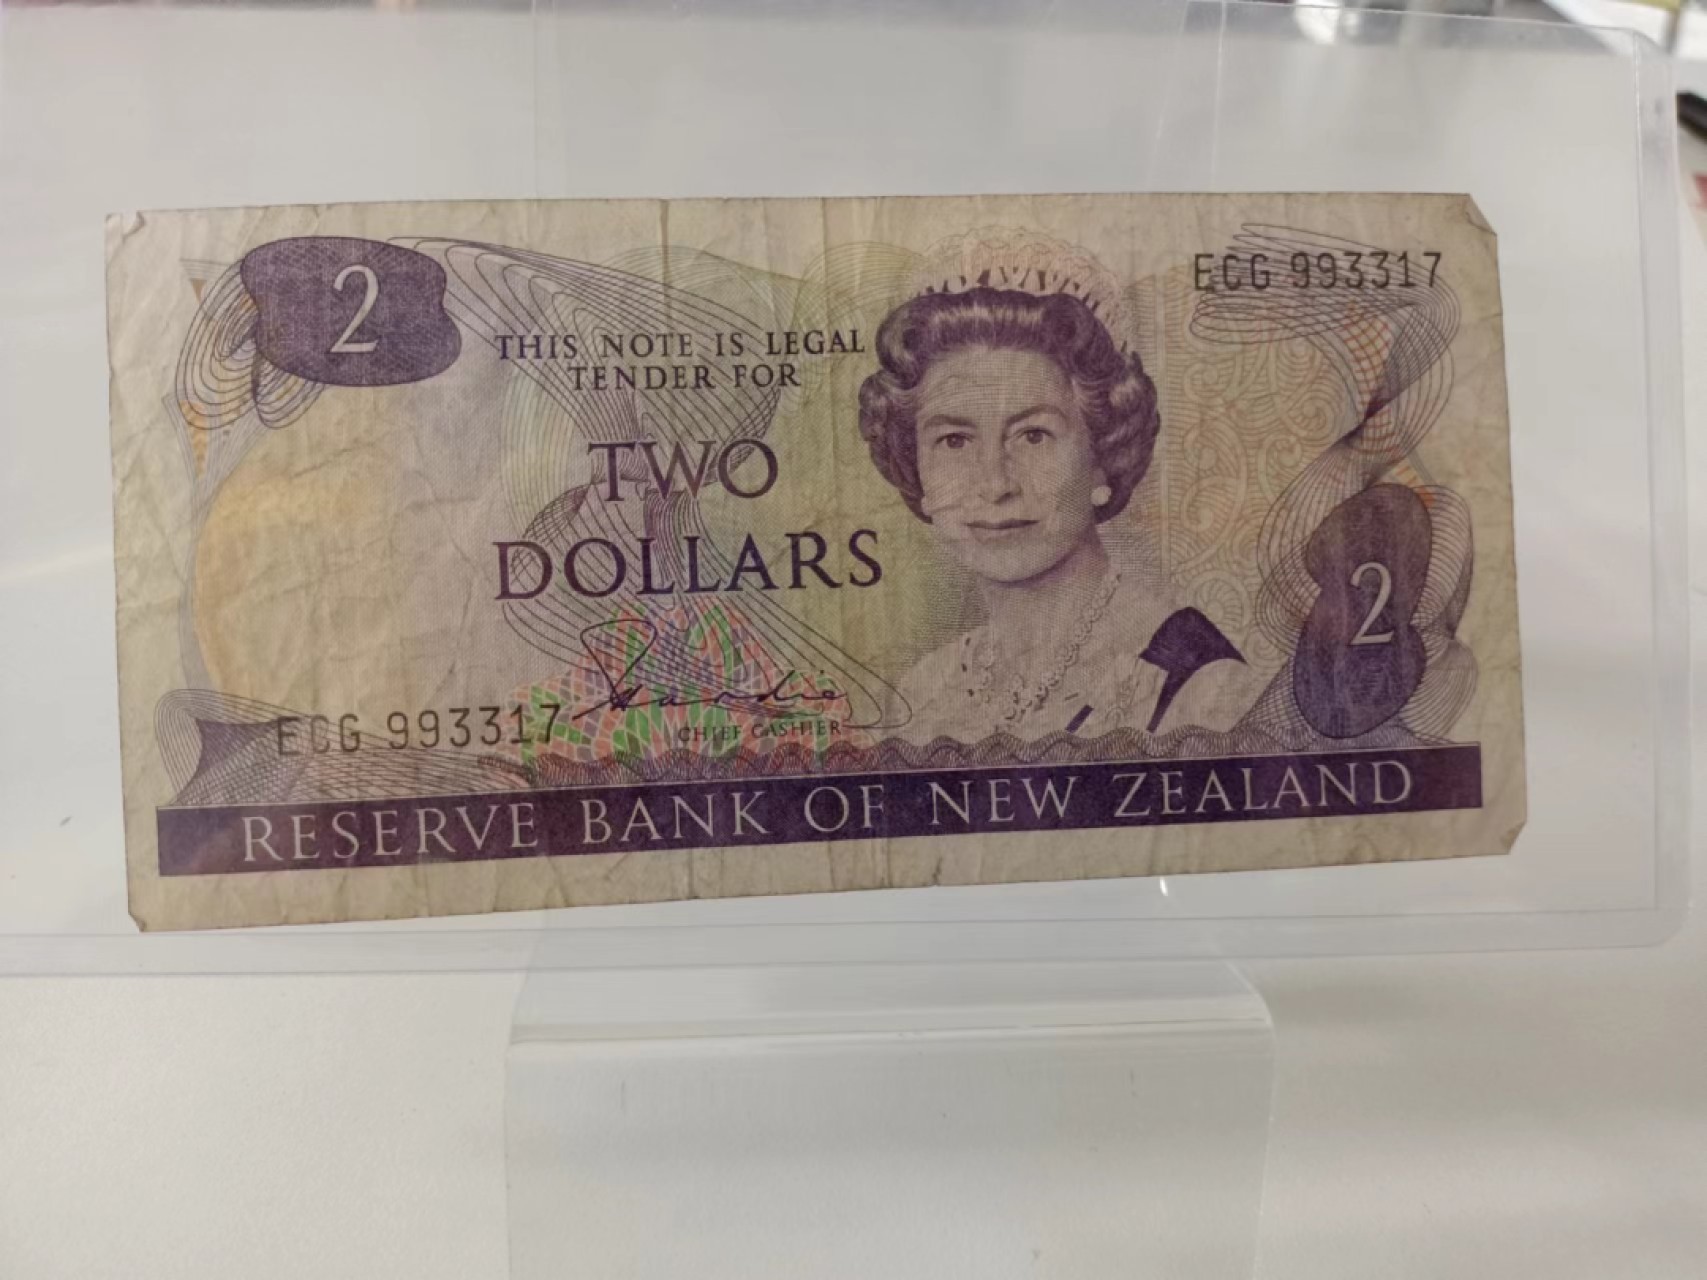 2
ECG 993317
THIS NOTE IS LEGAL
TENDER FOR
TWO
DOLLARS
2
Hardie
ECG 993317
CHIEF CASHIER
RESERVE BANK OF NEW ZEALAND